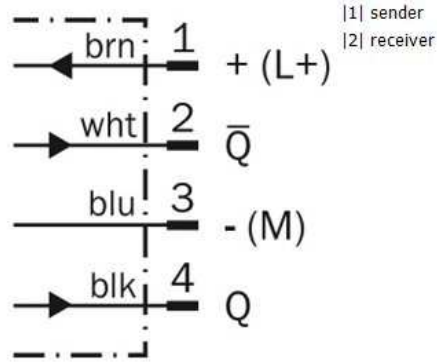 |1| sender
|2| receiver
brn 1 + (L+)
wht 2 Q̅
blu 3 - (M)
blk 4 Q